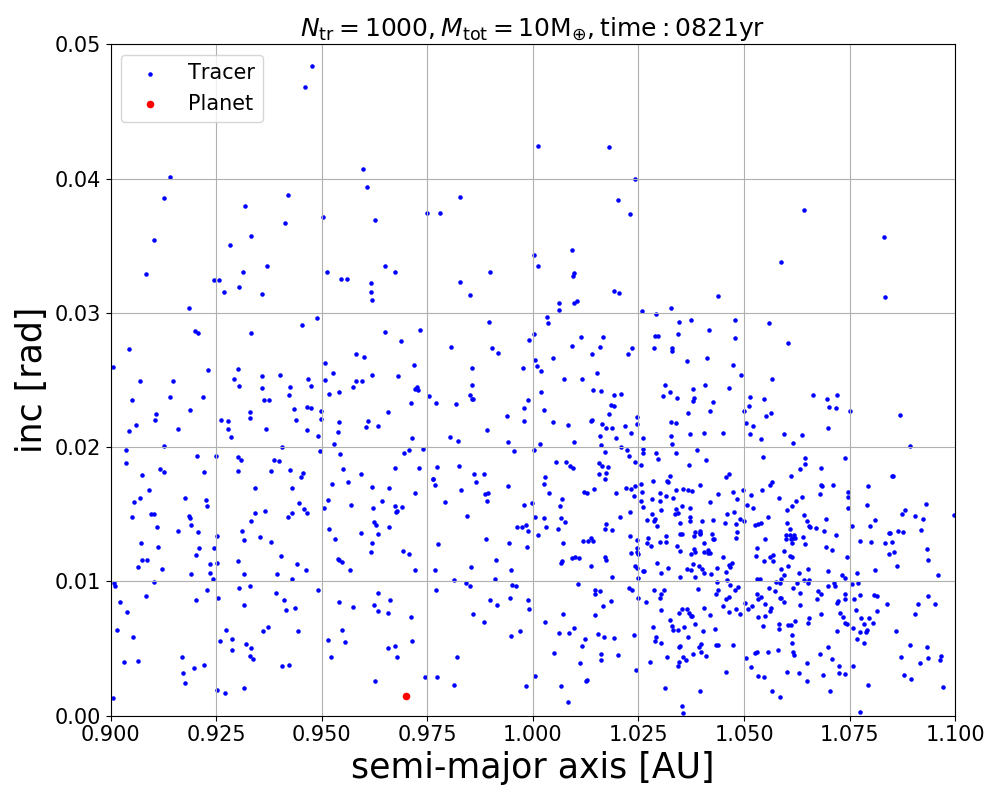 N_tr = 1000, M_tot = 10M_⊕, time : 0821yr
Tracer
Planet
inc [rad]
0.05
0.04
0.03
0.02
0.01
0.00
0.900 0.925 0.950 0.975 1.000 1.025 1.050 1.075 1.100
semi-major axis [AU]